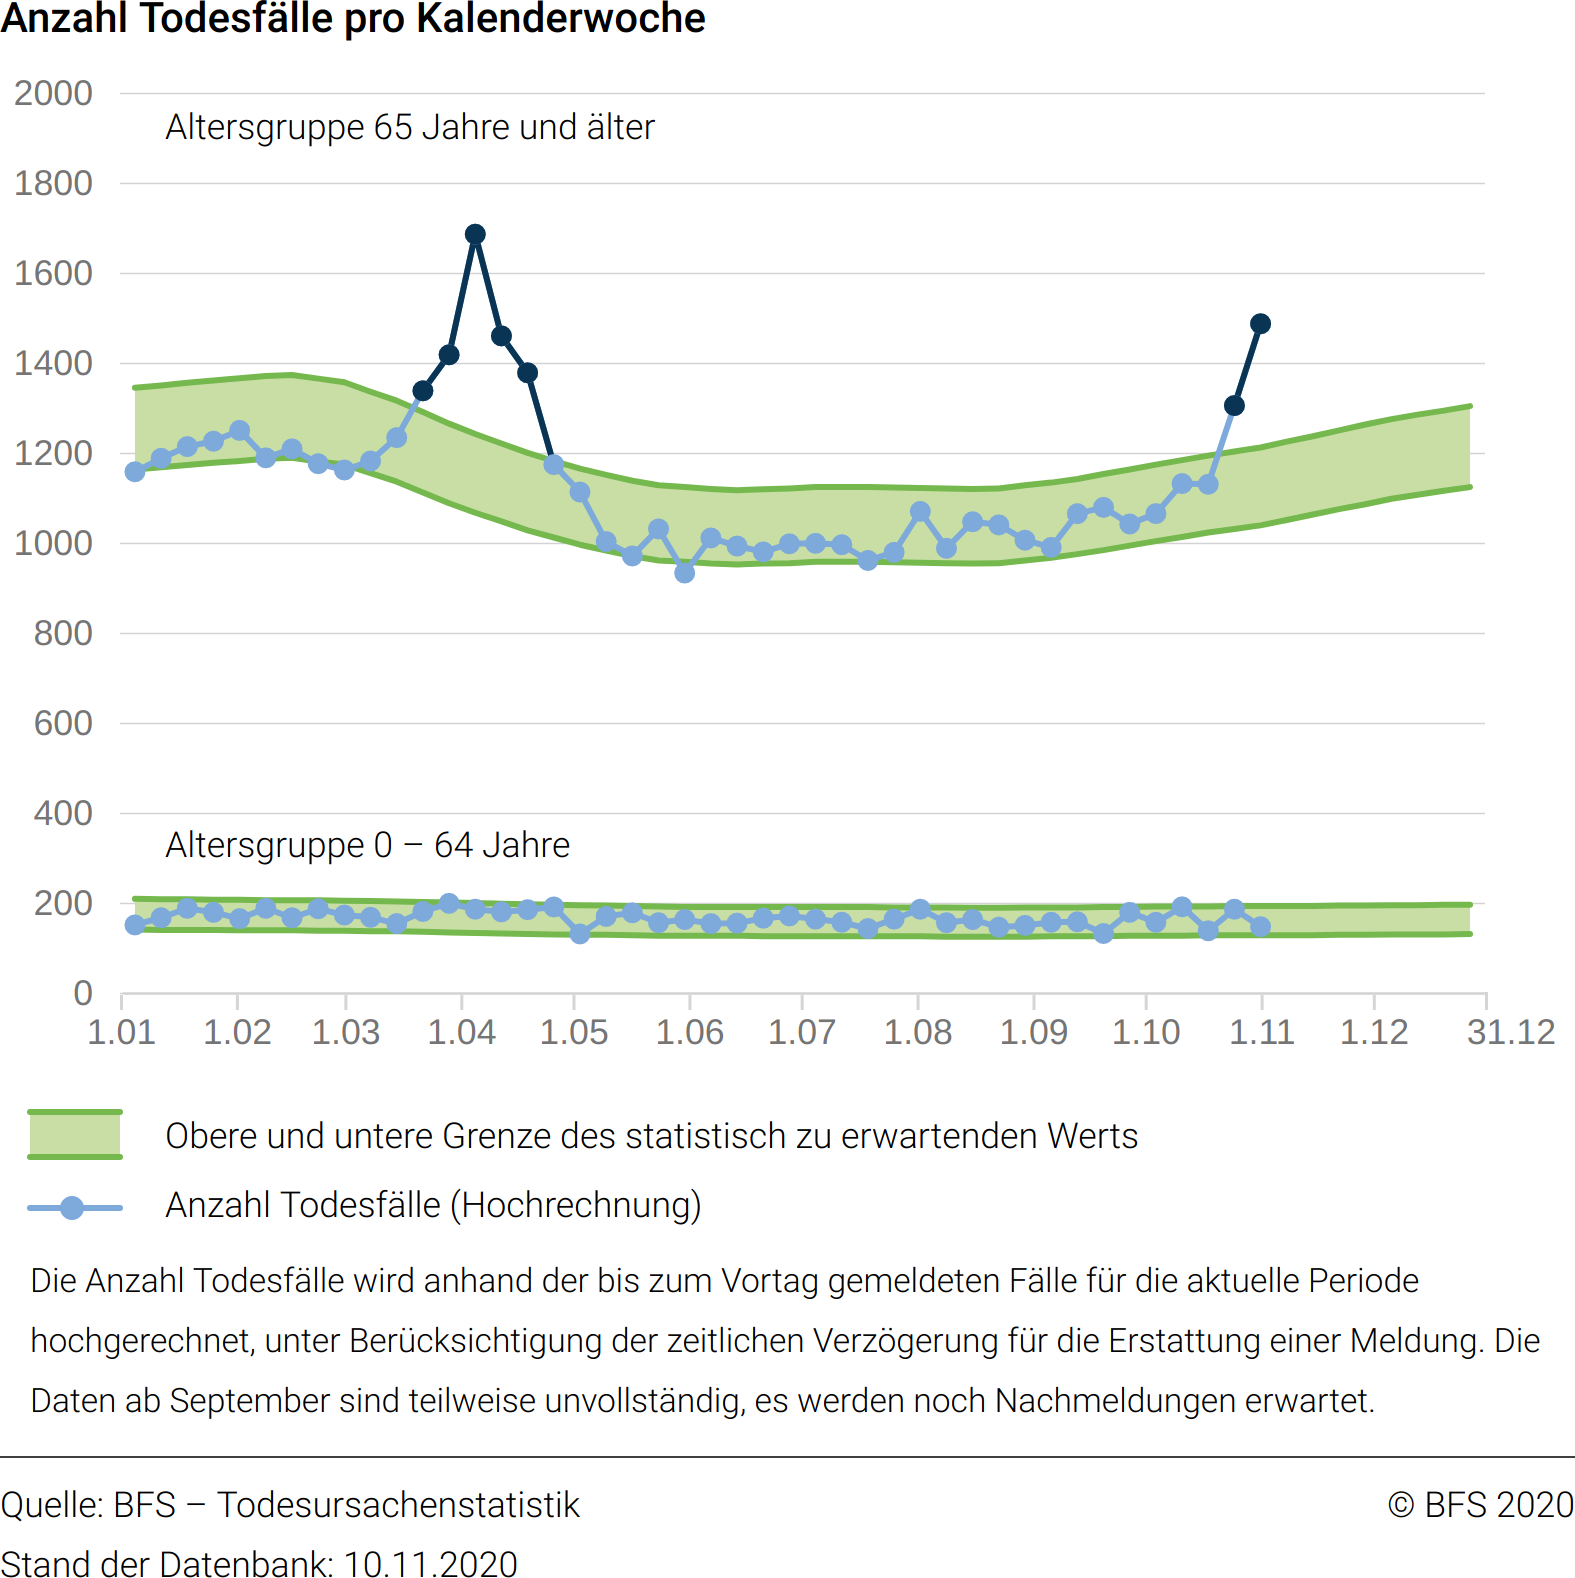 Anzahl Todesfälle pro Kalenderwoche
2000
Altersgruppe 65 Jahre und älter
1800
1600
1400
1200
1000
800
600
400
Altersgruppe 0 – 64 Jahre
200
0
1.01 1.02 1.03 1.04 1.05 1.06 1.07 1.08 1.09 1.10 1.11 1.12 31.12
Obere und untere Grenze des statistisch zu erwartenden Werts
Anzahl Todesfälle (Hochrechnung)
Die Anzahl Todesfälle wird anhand der bis zum Vortag gemeldeten Fälle für die aktuelle Periode
hochgerechnet, unter Berücksichtigung der zeitlichen Verzögerung für die Erstattung einer Meldung. Die
Daten ab September sind teilweise unvollständig, es werden noch Nachmeldungen erwartet.
Quelle: BFS – Todesursachenstatistik © BFS 2020
Stand der Datenbank: 10.11.2020